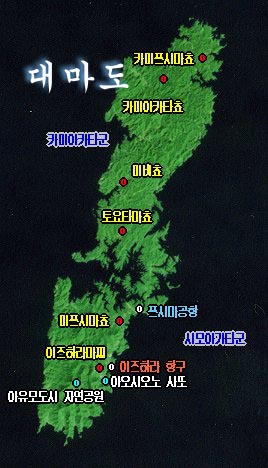 대마도
카미쯔시마쵸
카미아가타쵸
카미아가타군
미네쵸
토요타마쵸
쯔시마공항
미쯔시마쵸
시모아가타군
이즈하라마찌
이즈하라 항구
아오시오노 사또
아유모도시 자연공원